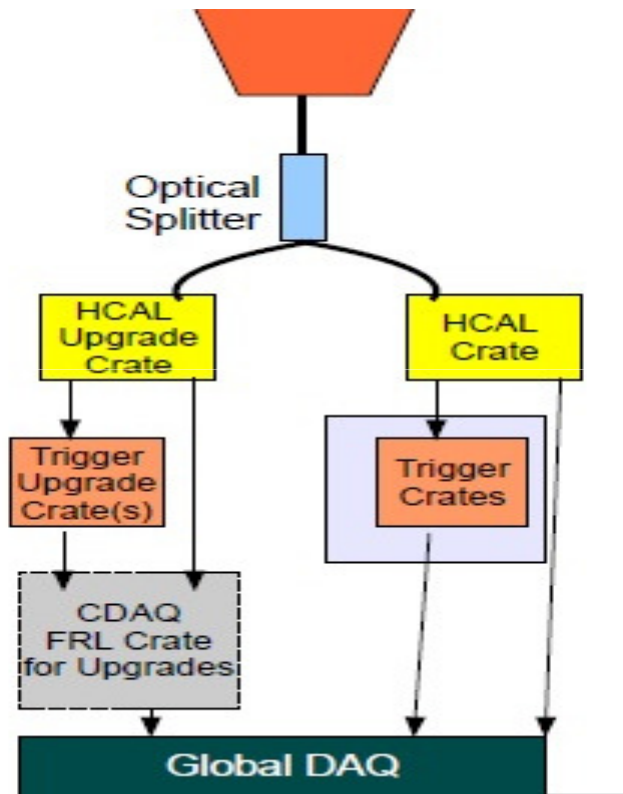 Optical
Splitter
HCAL
Upgrade
Crate
HCAL
Crate
Trigger
Upgrade
Crate(s)
Trigger
Crates
CDAQ
FRL Crate
for Upgrades
Global DAQ